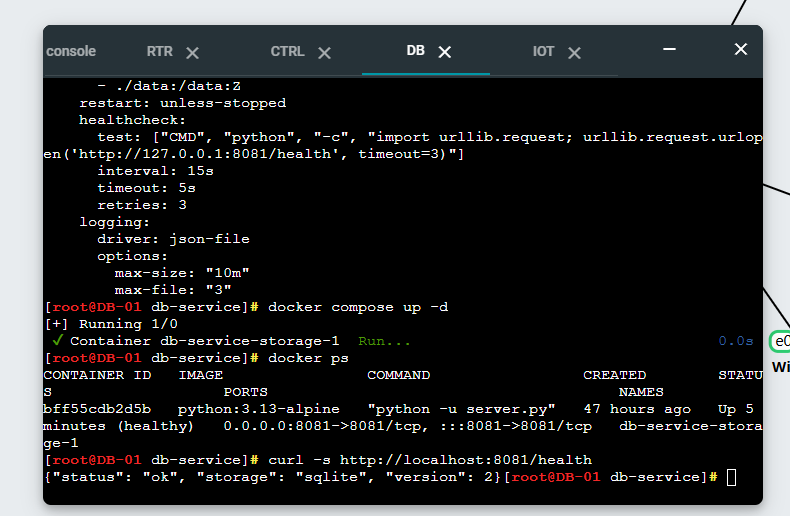 console RTR CTRL DB IOT
- ./data:/data:Z
restart: unless-stopped
healthcheck:
test: ["CMD", "python", "-c", "import urllib.request; urllib.request.urlop
en('http://127.0.0.1:8081/health', timeout=3)"]
interval: 15s
timeout: 5s
retries: 3
logging:
driver: json-file
options:
max-size: "10m"
max-file: "3"
[root@DB-01 db-service]# docker compose up -d
[+] Running 1/0
✓ Container db-service-storage-1 Run... 0.0s
[root@DB-01 db-service]# docker ps
CONTAINER ID IMAGE COMMAND CREATED STATU
S PORTS NAMES
bff55cdb2d5b python:3.13-alpine "python -u server.py" 47 hours ago Up 5
minutes (healthy) 0.0.0.0:8081->8081/tcp, :::8081->8081/tcp db-service-stora
ge-1
[root@DB-01 db-service]# curl -s http://localhost:8081/health
{"status": "ok", "storage": "sqlite", "version": 2}[root@DB-01 db-service]#
e0
Wi